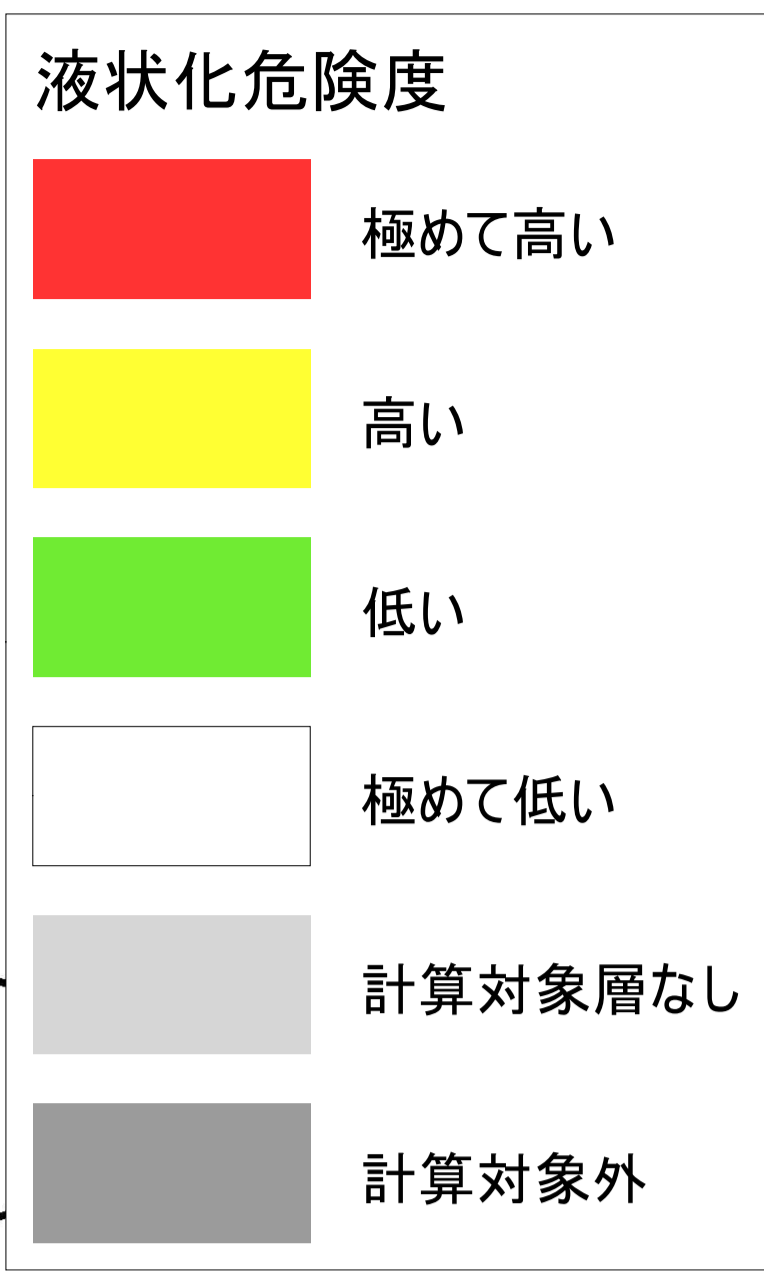 液状化危険度
極めて高い
高い
低い
極めて低い
計算対象層なし
計算対象外